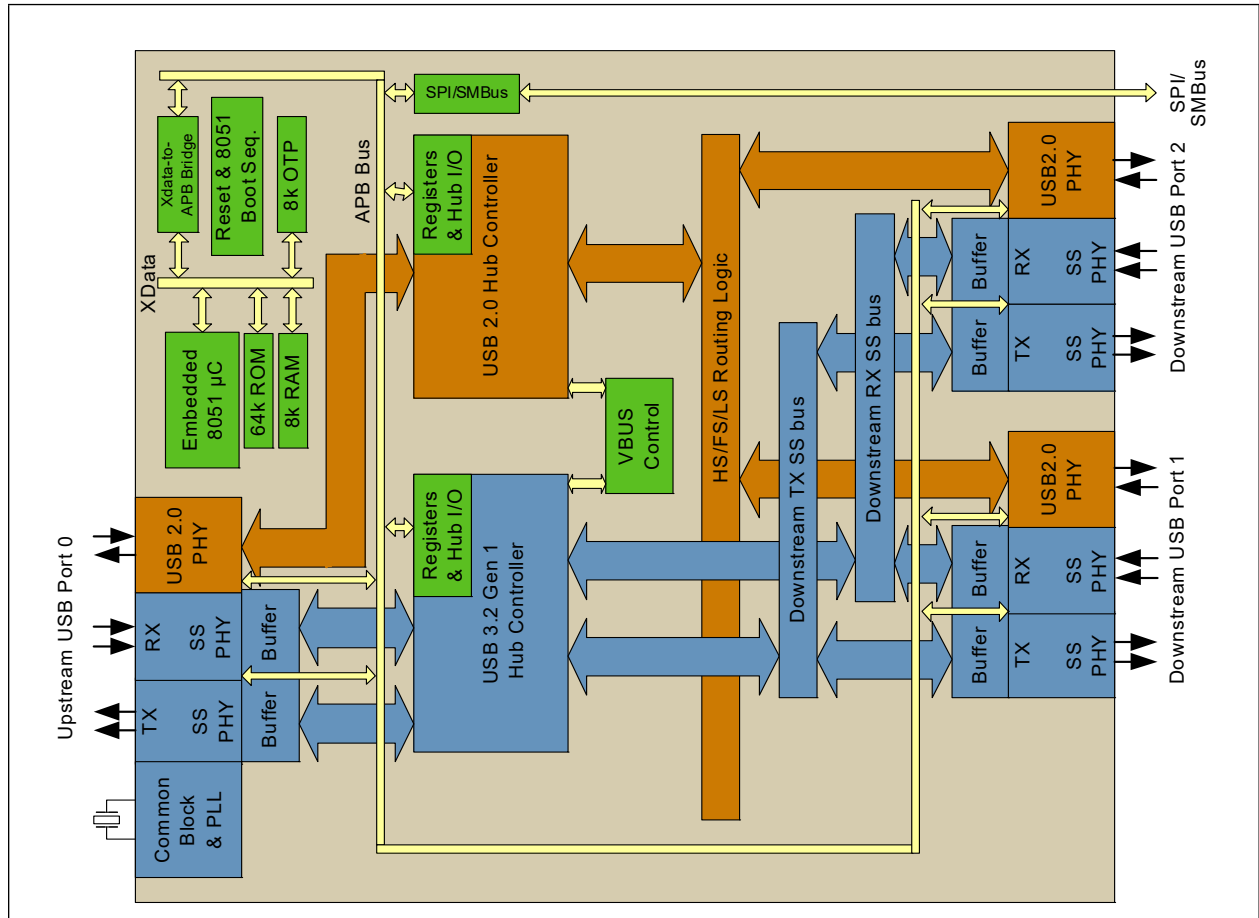 SPI/
SMBus
SPI/SMBus
Xdata-to-
APB Bridge
Reset & 8051
Boot Seq.
8k OTP
APB Bus
XData
Embedded
8051 µC
64k ROM
8k RAM
Registers
& Hub I/O
USB 2.0 Hub Controller
VBUS
Control
Registers
& Hub I/O
USB 3.2 Gen 1
Hub Controller
HS/FS/LS Routing Logic
Downstream TX SS bus
Downstream RX SS bus
Upstream USB Port 0
USB 2.0
PHY
RX
SS
PHY
Buffer
TX
SS
PHY
Buffer
Common
Block
& PLL
Downstream USB Port 2
USB2.0
PHY
Buffer
RX
SS
PHY
Buffer
TX
SS
PHY
Downstream USB Port 1
USB2.0
PHY
Buffer
RX
SS
PHY
Buffer
TX
SS
PHY